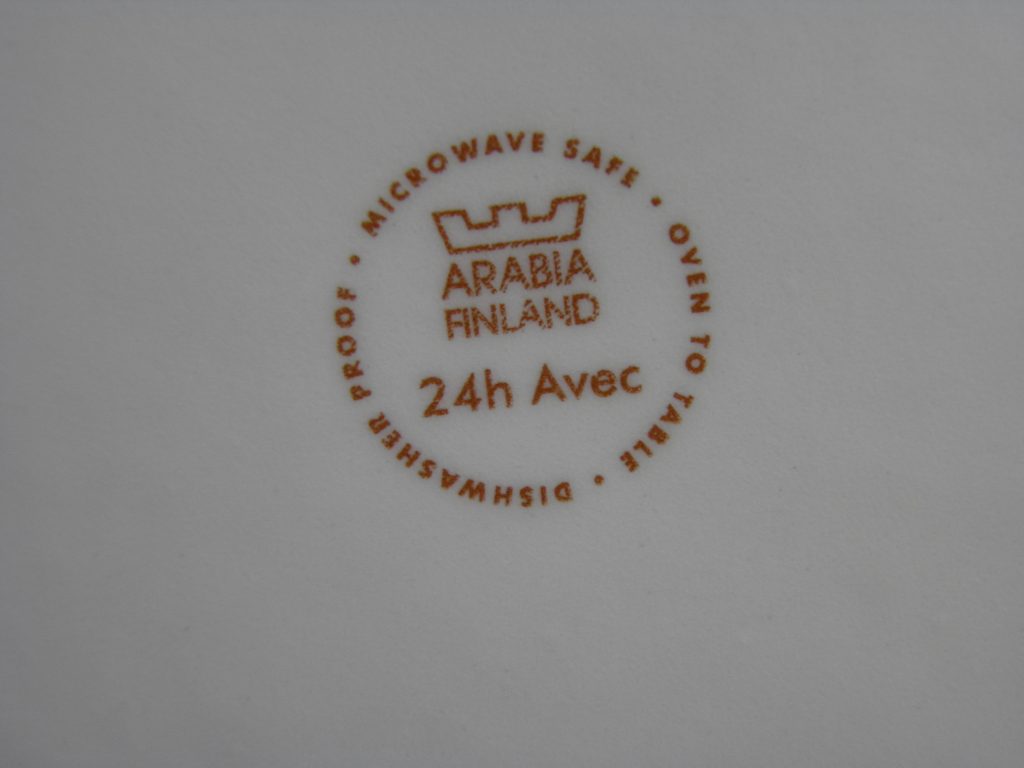 MICROWAVE SAFE • OVEN TO TABLE • DISHWASHER PROOF •
ARABIA
FINLAND
24h Avec